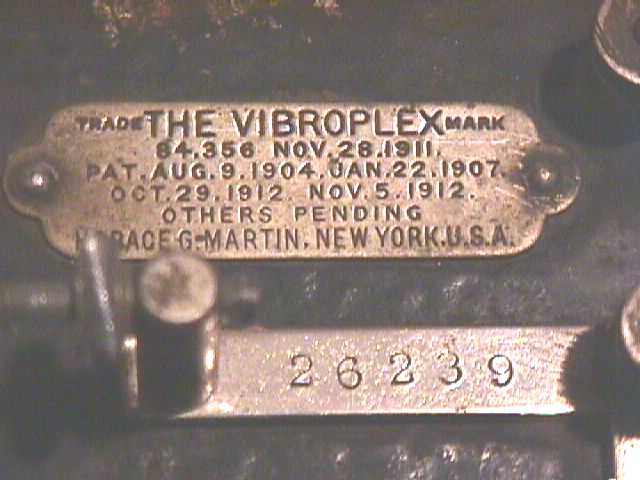 TRADE THE VIBROPLEX MARK
84,356 NOV. 28.1911.
PAT. AUG. 9.1904. JAN. 22.1907.
OCT. 29.1912. NOV. 5.1912.
OTHERS PENDING
HORACE G-MARTIN. NEW YORK.U.S.A.
26239